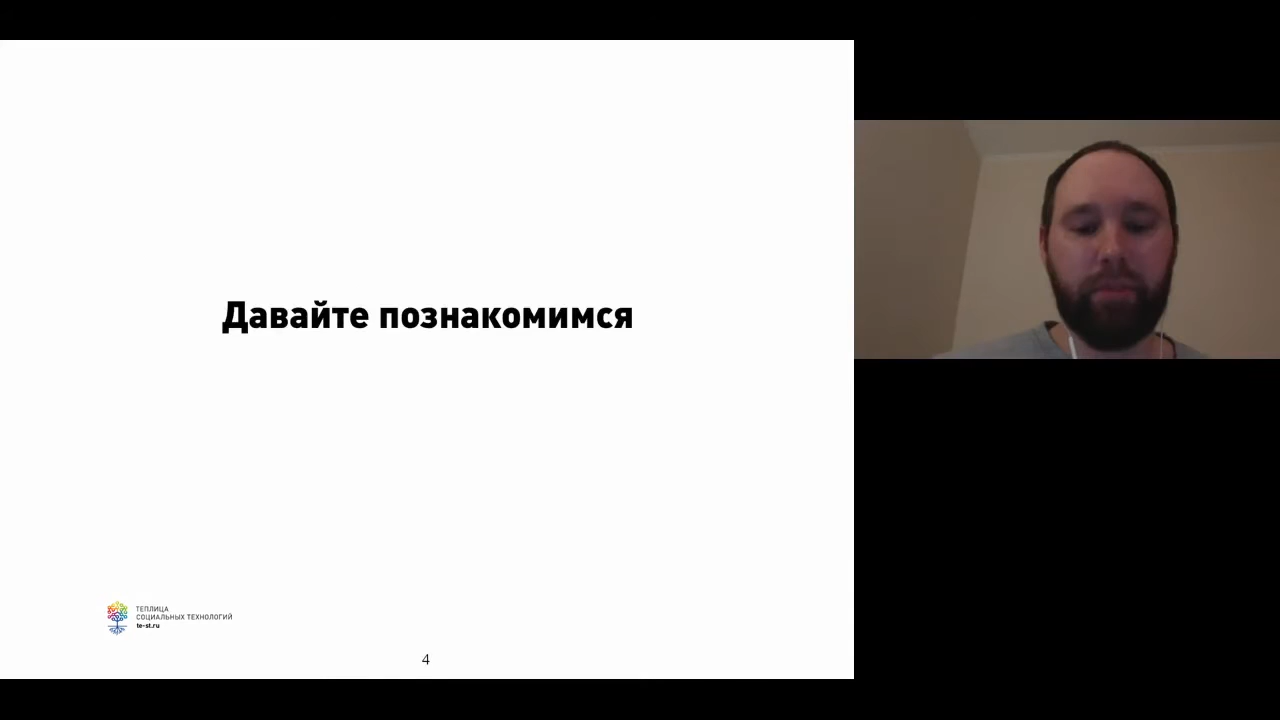 Давайте познакомимся
ТЕПЛИЦА
СОЦИАЛЬНЫХ ТЕХНОЛОГИЙ
te-st.ru
4